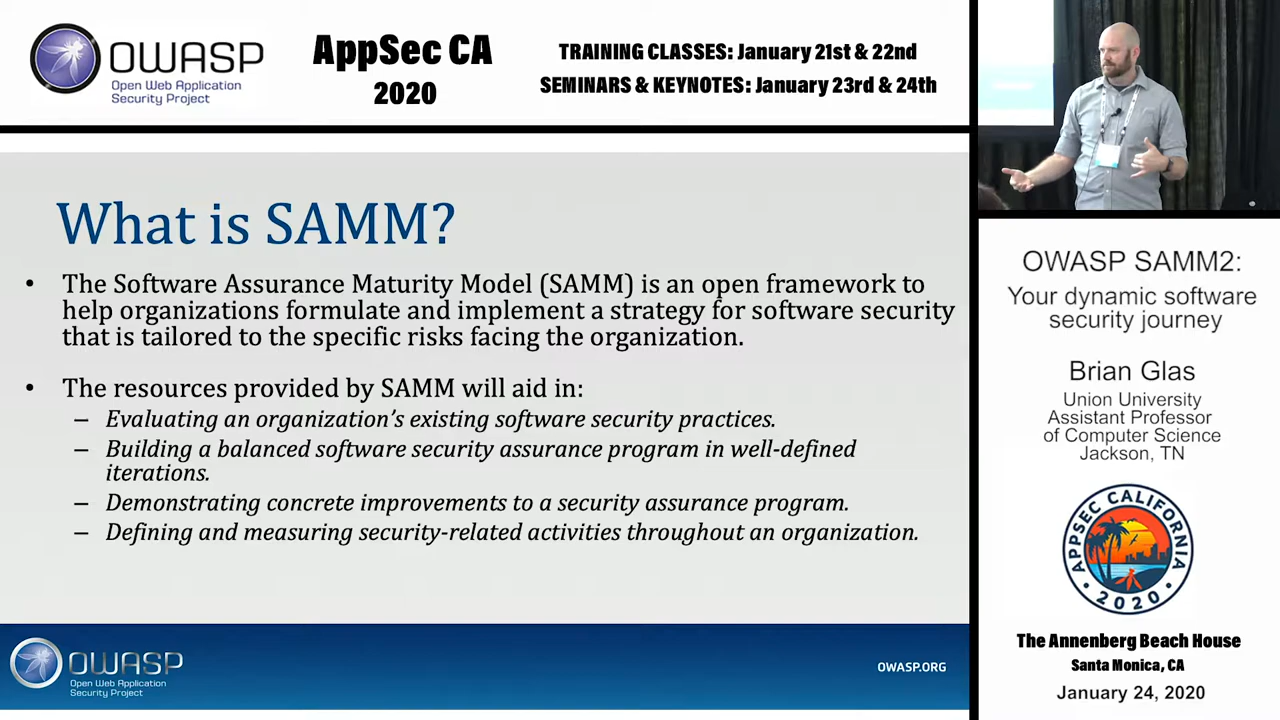 OWASP
Open Web Application
Security Project
AppSec CA
2020
TRAINING CLASSES: January 21st & 22nd
SEMINARS & KEYNOTES: January 23rd & 24th
What is SAMM?
• The Software Assurance Maturity Model (SAMM) is an open framework to
help organizations formulate and implement a strategy for software security
that is tailored to the specific risks facing the organization.
• The resources provided by SAMM will aid in:
– Evaluating an organization’s existing software security practices.
– Building a balanced software security assurance program in well-defined
iterations.
– Demonstrating concrete improvements to a security assurance program.
– Defining and measuring security-related activities throughout an organization.
OWASP
Open Web Application
Security Project
OWASP.ORG
OWASP SAMM2:
Your dynamic software
security journey
Brian Glas
Union University
Assistant Professor
of Computer Science
Jackson, TN
APPSEC CALIFORNIA
• 2020 •
The Annenberg Beach House
Santa Monica, CA
January 24, 2020